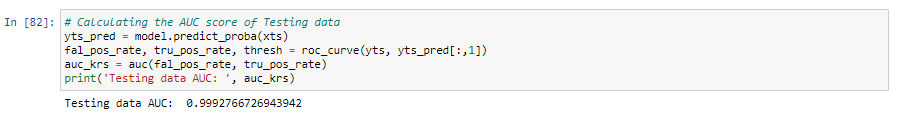 In [82]: # Calculating the AUC score of Testing data
yts_pred = model.predict_proba(xts)
fal_pos_rate, tru_pos_rate, thresh = roc_curve(yts, yts_pred[:,1])
auc_krs = auc(fal_pos_rate, tru_pos_rate)
print('Testing data AUC: ', auc_krs)
Testing data AUC:  0.9992766726943942